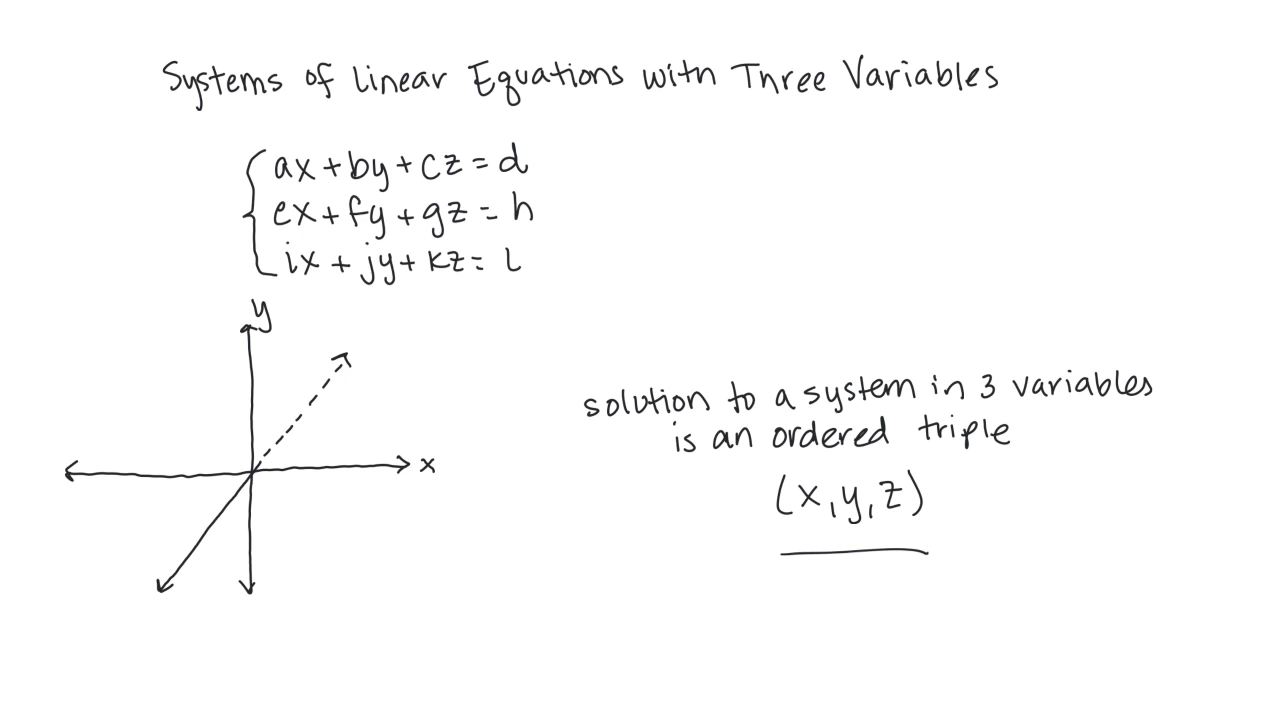 Systems of Linear Equations with Three Variables
ax + by + cz = d
ex + fy + gz = h
ix + jy + kz = l
y
x
solution to a system in 3 variables
is an ordered triple
(x, y, z)